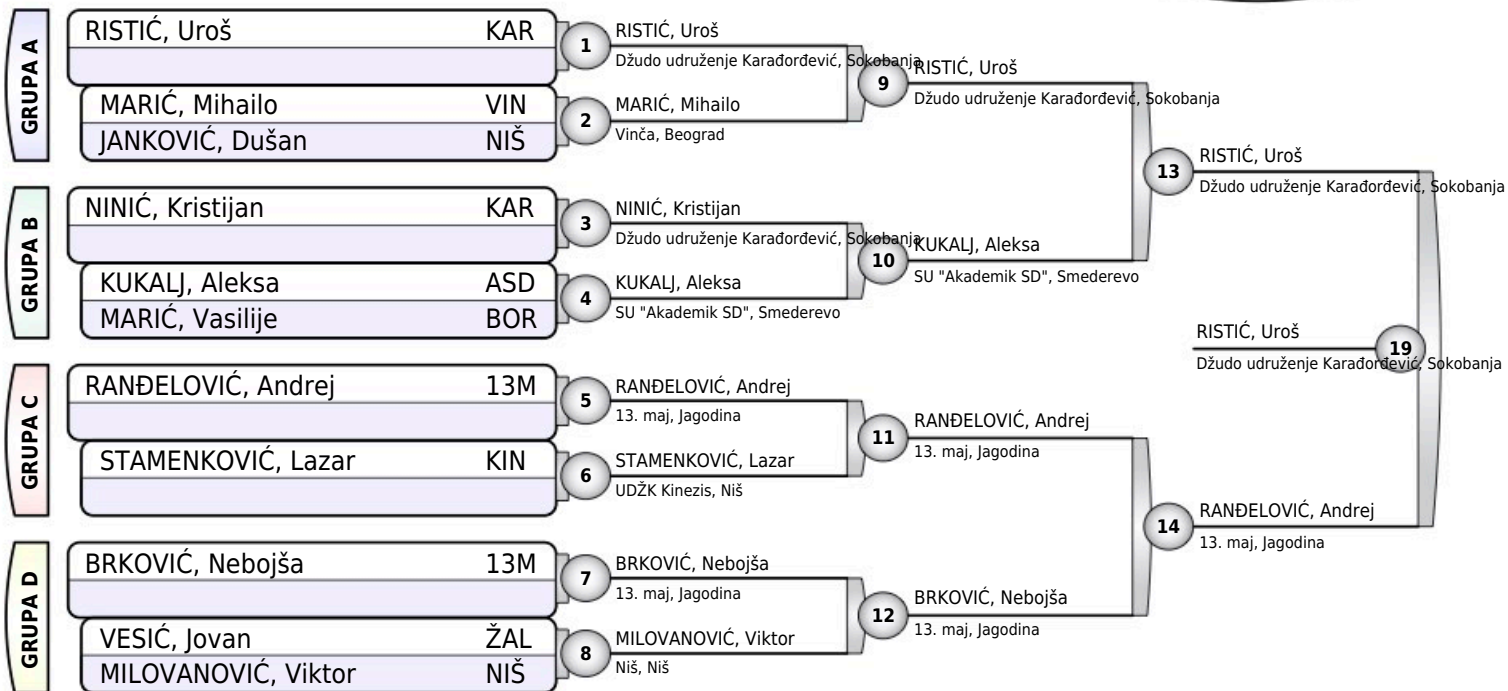 GRUPA A
RISTIĆ, Uroš KAR
MARIĆ, Mihailo VIN
JANKOVIĆ, Dušan NIŠ
GRUPA B
NINIĆ, Kristijan KAR
KUKALJ, Aleksa ASD
MARIĆ, Vasilije BOR
GRUPA C
RANĐELOVIĆ, Andrej 13M
STAMENKOVIĆ, Lazar KIN
GRUPA D
BRKOVIĆ, Nebojša 13M
VESIĆ, Jovan ŽAL
MILOVANOVIĆ, Viktor NIŠ
1
RISTIĆ, Uroš
Džudo udruženje Karađorđević, Sokobanja
2
MARIĆ, Mihailo
Vinča, Beograd
3
NINIĆ, Kristijan
Džudo udruženje Karađorđević, Sokobanja
4
KUKALJ, Aleksa
SU "Akademik SD", Smederevo
5
RANĐELOVIĆ, Andrej
13. maj, Jagodina
6
STAMENKOVIĆ, Lazar
UDŽK Kinezis, Niš
7
BRKOVIĆ, Nebojša
13. maj, Jagodina
8
MILOVANOVIĆ, Viktor
Niš, Niš
9
RISTIĆ, Uroš
Džudo udruženje Karađorđević, Sokobanja
10
KUKALJ, Aleksa
SU "Akademik SD", Smederevo
11
RANĐELOVIĆ, Andrej
13. maj, Jagodina
12
BRKOVIĆ, Nebojša
13. maj, Jagodina
13
RISTIĆ, Uroš
Džudo udruženje Karađorđević, Sokobanja
14
RANĐELOVIĆ, Andrej
13. maj, Jagodina
19
RISTIĆ, Uroš
Džudo udruženje Karađorđević, Sokobanja